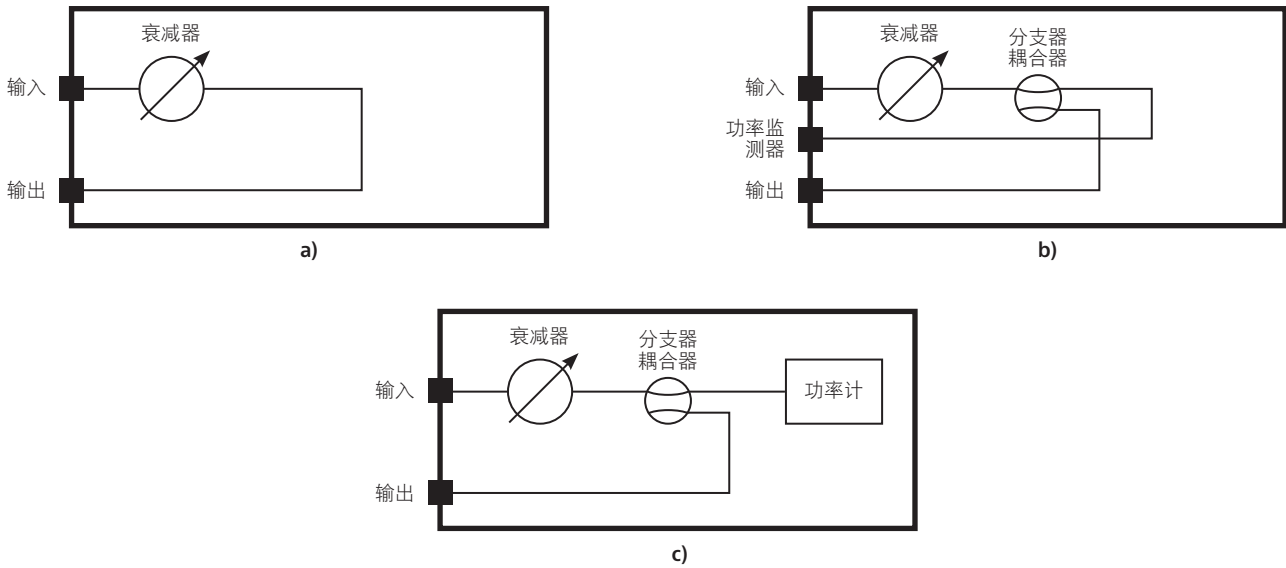 衰减器
输入
输出
a)
衰减器
分支器
耦合器
输入
功率监
测器
输出
b)
衰减器
分支器
耦合器
输入
功率计
输出
c)